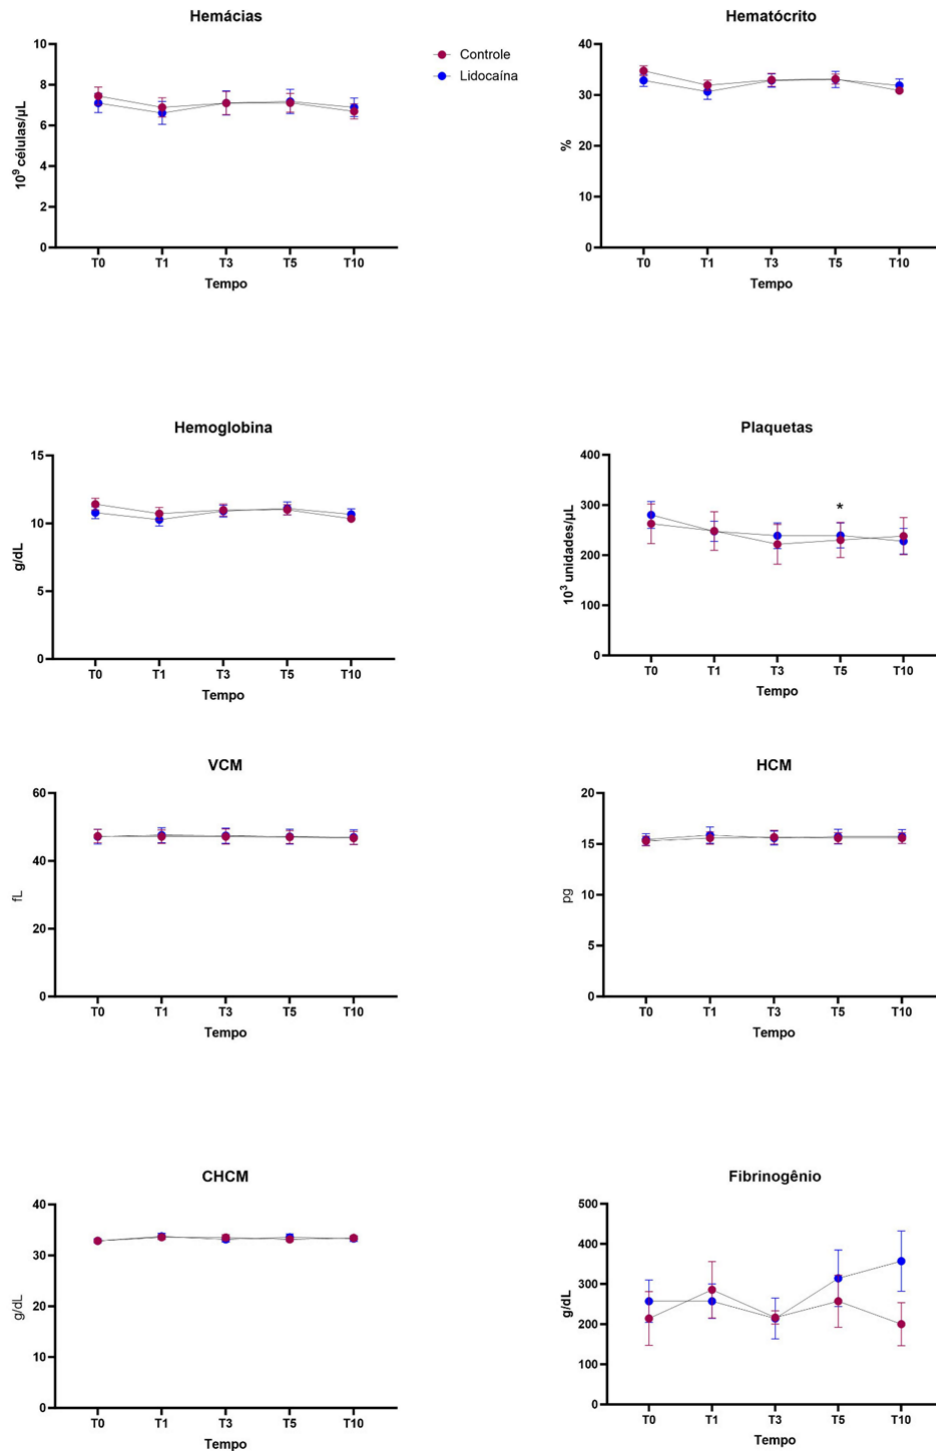 Hemácias
10
8
6
4
2
0
10⁹ células/µL
T0 T1 T3 T5 T10
Tempo
Controle
Lidocaína
Hematócrito
40
30
20
10
0
%
T0 T1 T3 T5 T10
Tempo
Hemoglobina
15
10
5
0
g/dL
T0 T1 T3 T5 T10
Tempo
Plaquetas
400
300
200
100
0
10³ unidades/µL
*
T0 T1 T3 T5 T10
Tempo
VCM
60
40
20
0
fL
T0 T1 T3 T5 T10
Tempo
HCM
20
15
10
5
0
pg
T0 T1 T3 T5 T10
Tempo
CHCM
40
30
20
10
0
g/dL
T0 T1 T3 T5 T10
Tempo
Fibrinogênio
500
400
300
200
100
0
g/dL
T0 T1 T3 T5 T10
Tempo